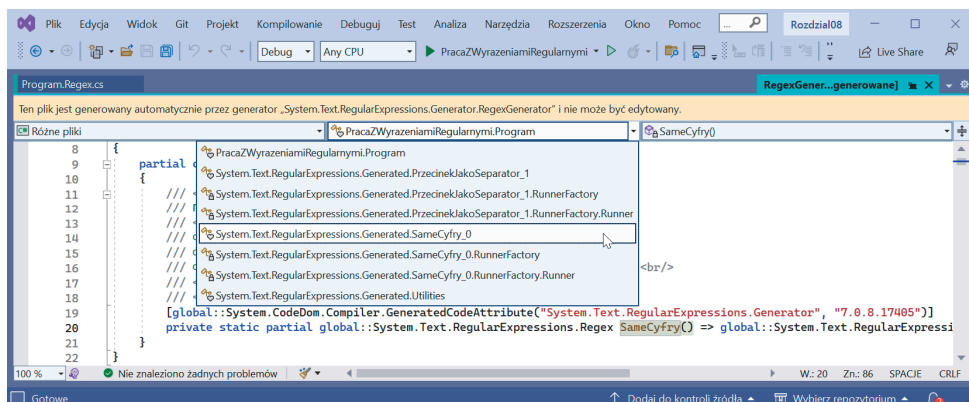 Plik Edycja Widok Git Projekt Kompilowanie Debuguj Test Analiza Narzędzia Rozszerzenia Okno Pomoc ... Rozdzial08
Debug Any CPU PracaZWyrazeniamiRegularnymi Live Share
Program.Regex.cs RegexGener...generowane]
Ten plik jest generowany automatycznie przez generator „System.Text.RegularExpressions.Generator.RegexGenerator” i nie może być edytowany.
Różne pliki PracaZWyrazeniamiRegularnymi.Program SameCyfry()
8 {
PracaZWyrazeniamiRegularnymi.Program
9 partial
System.Text.RegularExpressions.Generated.PrzecinekJakoSeparator_1
10 {
11 ///
System.Text.RegularExpressions.Generated.PrzecinekJakoSeparator_1.RunnerFactory
12 ///
System.Text.RegularExpressions.Generated.PrzecinekJakoSeparator_1.RunnerFactory.Runner
13 ///
14 ///
System.Text.RegularExpressions.Generated.SameCyfry_0
15 ///
System.Text.RegularExpressions.Generated.SameCyfry_0.RunnerFactory
16 /// <br/>
System.Text.RegularExpressions.Generated.SameCyfry_0.RunnerFactory.Runner
17 ///
18 ///
System.Text.RegularExpressions.Generated.Utilities
19 [global::System.CodeDom.Compiler.GeneratedCodeAttribute("System.Text.RegularExpressions.Generator", "7.0.8.17405")]
20 private static partial global::System.Text.RegularExpressions.Regex SameCyfry() => global::System.Text.RegularExpressi
21 }
22 }
100 % Nie znaleziono żadnych problemów W.: 20 Zn.: 86 SPACJE CRLF
Gotowe Dodaj do kontroli źródła Wybierz repozytorium